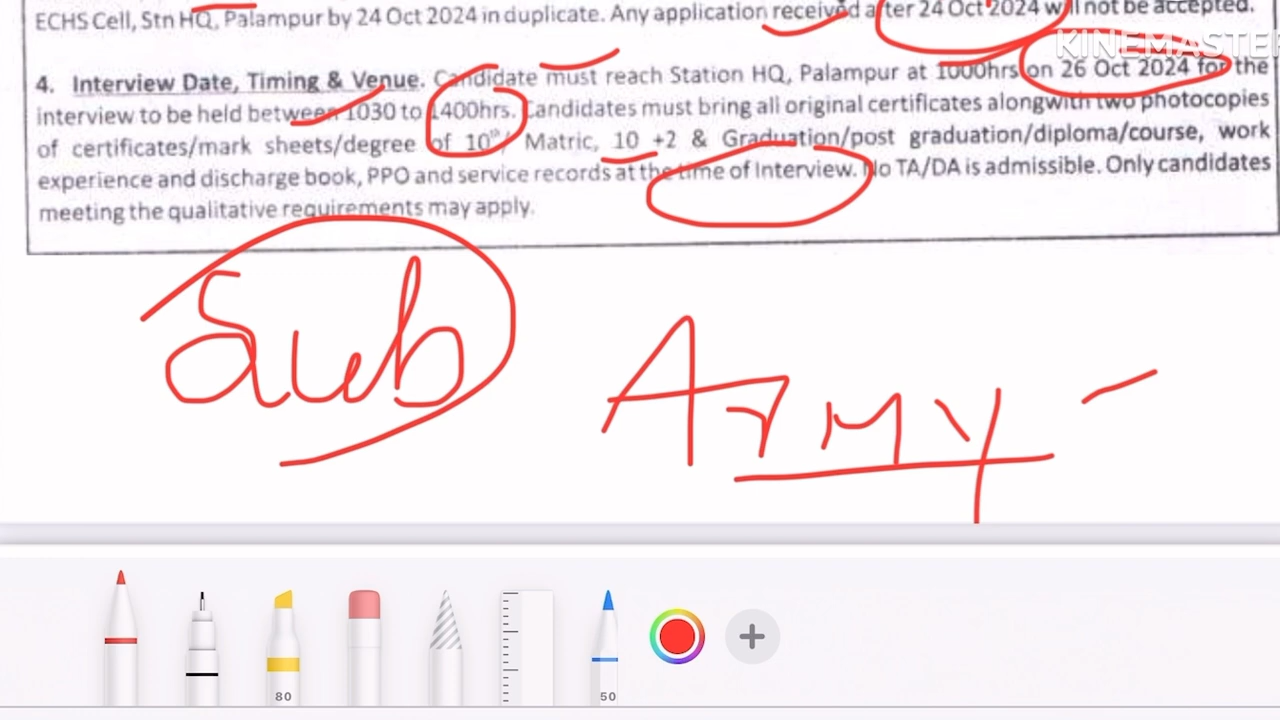 ECHS Cell, Stn HQ, Palampur by 24 Oct 2024 in duplicate. Any application received after 24 Oct 2024 will not be accepted.
KINEMASTER
4. Interview Date, Timing & Venue. Candidate must reach Station HQ, Palampur at 1000hrs on 26 Oct 2024 for the
interview to be held between 1030 to 1400hrs. Candidates must bring all original certificates alongwith two photocopies
of certificates/mark sheets/degree of 10th/ Matric, 10 +2 & Graduation/post graduation/diploma/course, work
experience and discharge book, PPO and service records at the time of Interview. No TA/DA is admissible. Only candidates
meeting the qualitative requirements may apply.
Sub
Army
80
50